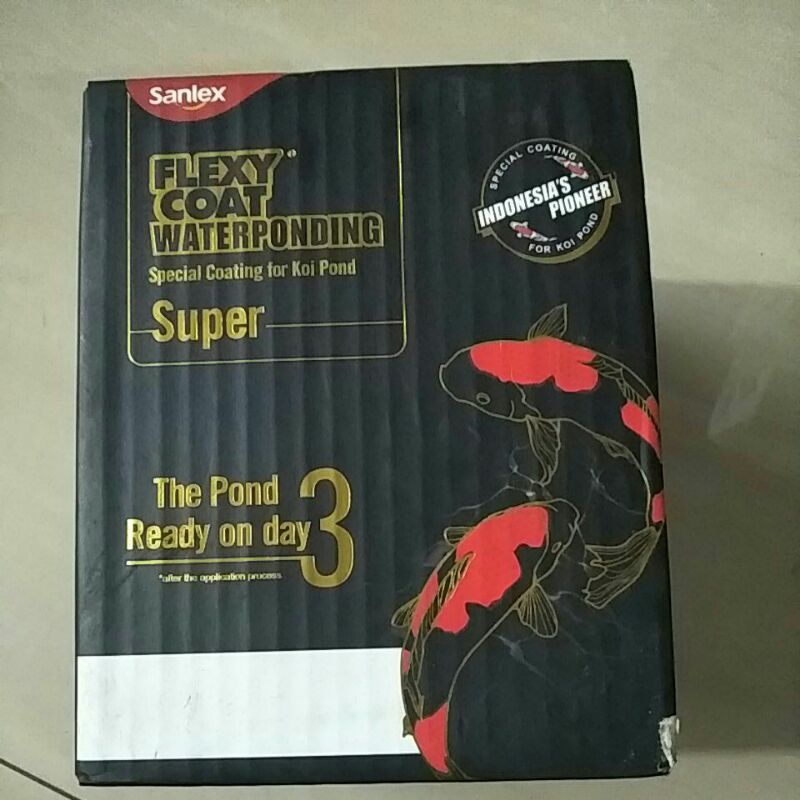 Sanlex
FLEXY
COAT
WATERPONDING
Special Coating for Koi Pond
Super
SPECIAL COATING
INDONESIA'S
PIONEER
FOR KOI POND
The Pond
Ready on day 3
*after the application process